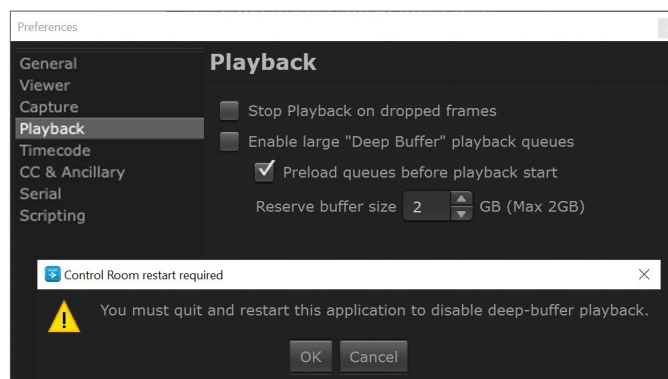 Preferences
General
Viewer
Capture
Playback
Timecode
CC & Ancillary
Serial
Scripting
Playback
Stop Playback on dropped frames
Enable large "Deep Buffer" playback queues
Preload queues before playback start
Reserve buffer size 2 GB (Max 2GB)
Control Room restart required
You must quit and restart this application to disable deep-buffer playback.
OK Cancel